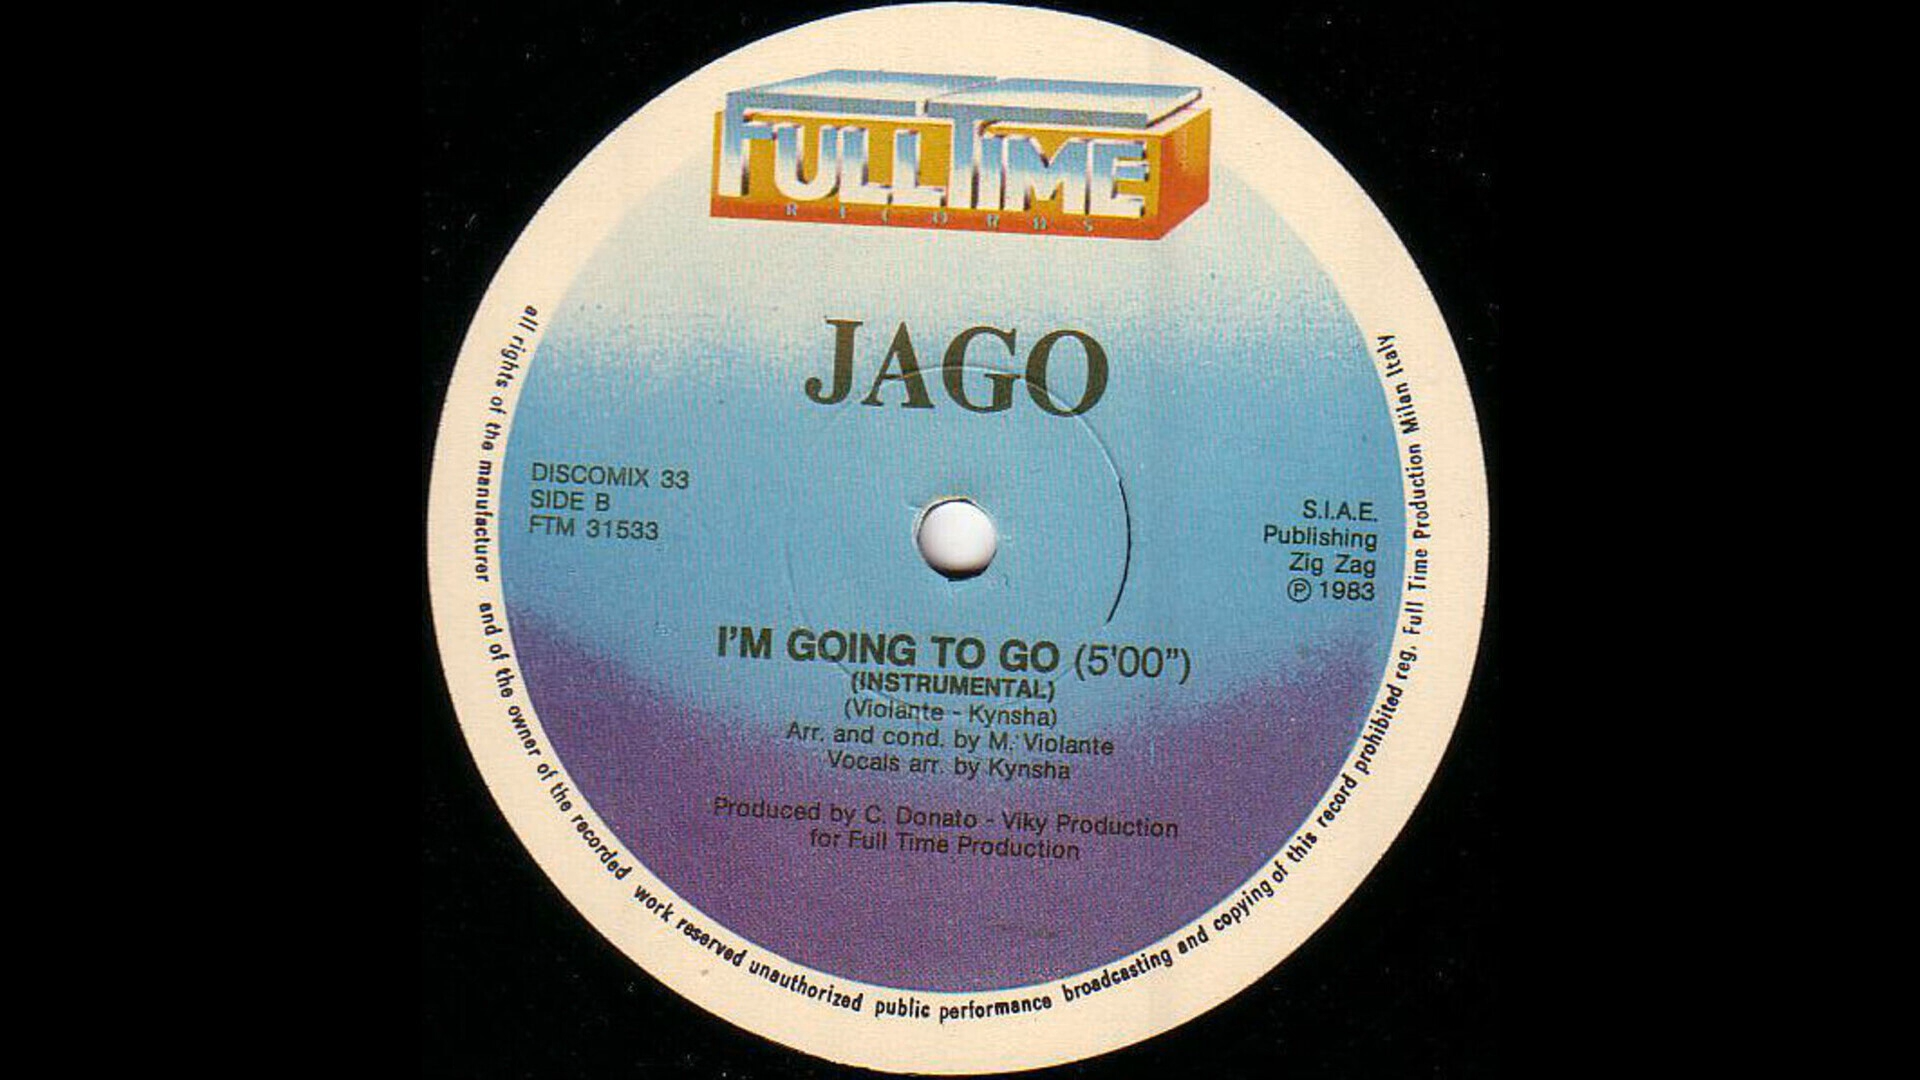 FULLTIME
RECORDS
JAGO
DISCOMIX 33
SIDE B
FTM 31533
S.I.A.E.
Publishing
Zig Zag
Ⓟ 1983
I'M GOING TO GO (5'00")
(INSTRUMENTAL)
(Violante - Kynsha)
Arr. and cond. by M. Violante
Vocals arr. by Kynsha
Produced by C. Donato - Viky Production
for Full Time Production
all rights of the manufacturer and of the owner of the recorded work reserved unauthorized public performance broadcasting and copying of this record prohibited reg. Full Time Production Milan Italy